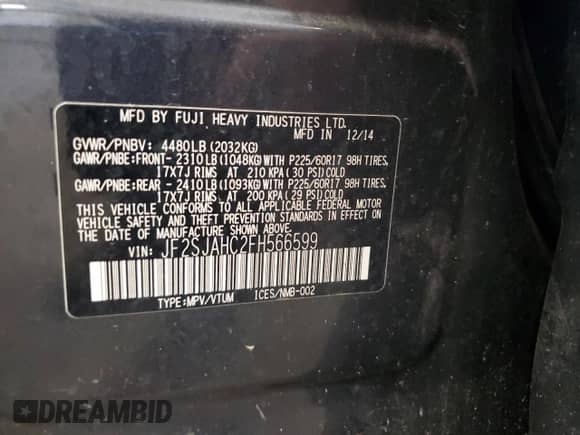 MFD BY FUJI HEAVY INDUSTRIES LTD.
MFD IN 12/14
GVWR/PNBV: 4480LB(2032KG)
GAWR/PNBE:FRONT- 2310LB(1048KG)WITH P225/60R17 98H TIRES,
17X7J RIMS AT 210 KPA( 30 PSI)COLD
GAWR/PNBE:REAR - 2410LB(1093KG)WITH P225/60R17 98H TIRES,
17X7J RIMS AT 200 KPA( 29 PSI)COLD
THIS VEHICLE CONFORMS TO ALL APPLICABLE FEDERAL MOTOR
VEHICLE SAFETY AND THEFT PREVENTION STANDARDS IN EFFECT ON
THE DATE OF MANUFACTURE SHOWN ABOVE.
VIN: JF2SJAHC2FH566599
TYPE:MPV/VTUM ICES/NMB-002
DREAMBID